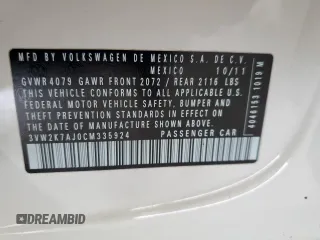 MFD. BY VOLKSWAGEN DE MEXICO S.A. DE C.V.
MEXICO 10/11
GVWR 4079 GAWR FRONT 2072 / REAR 2116 LBS
THIS VEHICLE CONFORMS TO ALL APPLICABLE U.S.
FEDERAL MOTOR VEHICLE SAFETY, BUMPER AND
THEFT PREVENTION STANDARDS IN EFFECT ON
THE DATE OF MANUFACTURE SHOWN ABOVE.
3VW2K7AJ0CM335924
PASSENGER CAR
4046153 1019 M
DREAMBID